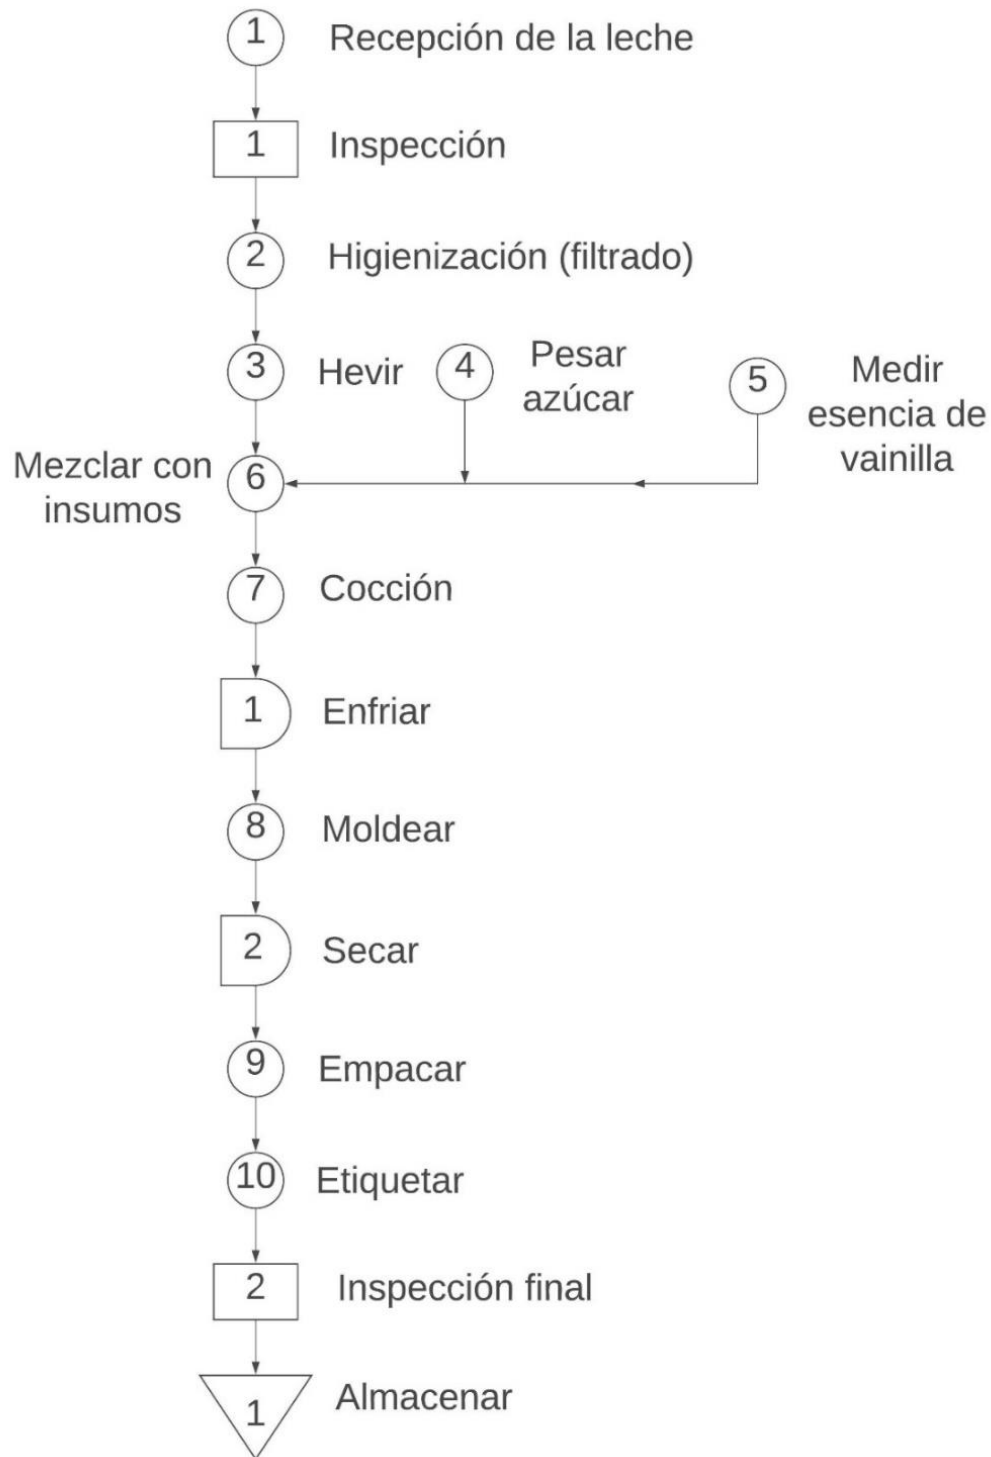 1 Recepción de la leche
1 Inspección
2 Higienización (filtrado)
3 Hevir
4 Pesar
azúcar
5 Medir
esencia de
vainilla
Mezclar con
insumos
6
7 Cocción
1 Enfriar
8 Moldear
2 Secar
9 Empacar
10 Etiquetar
2 Inspección final
1 Almacenar